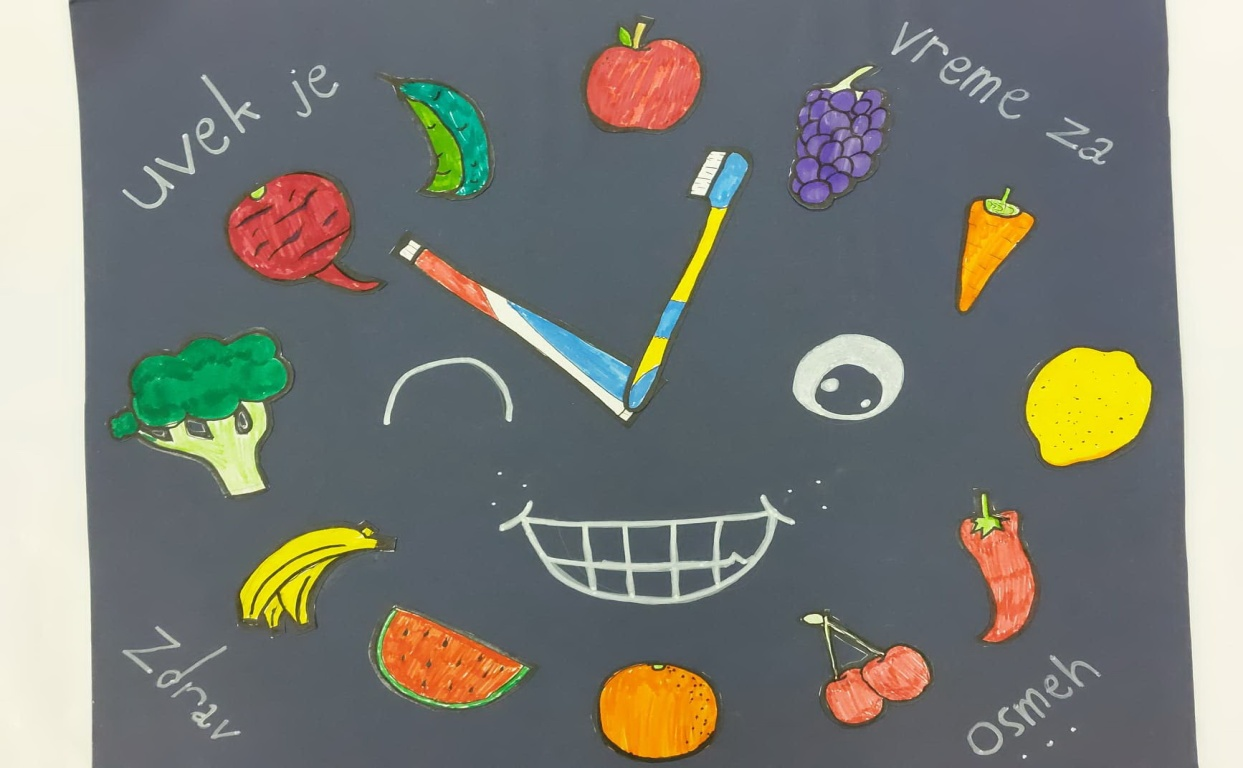 uvek je
vreme za
Zdrav
Osmeh